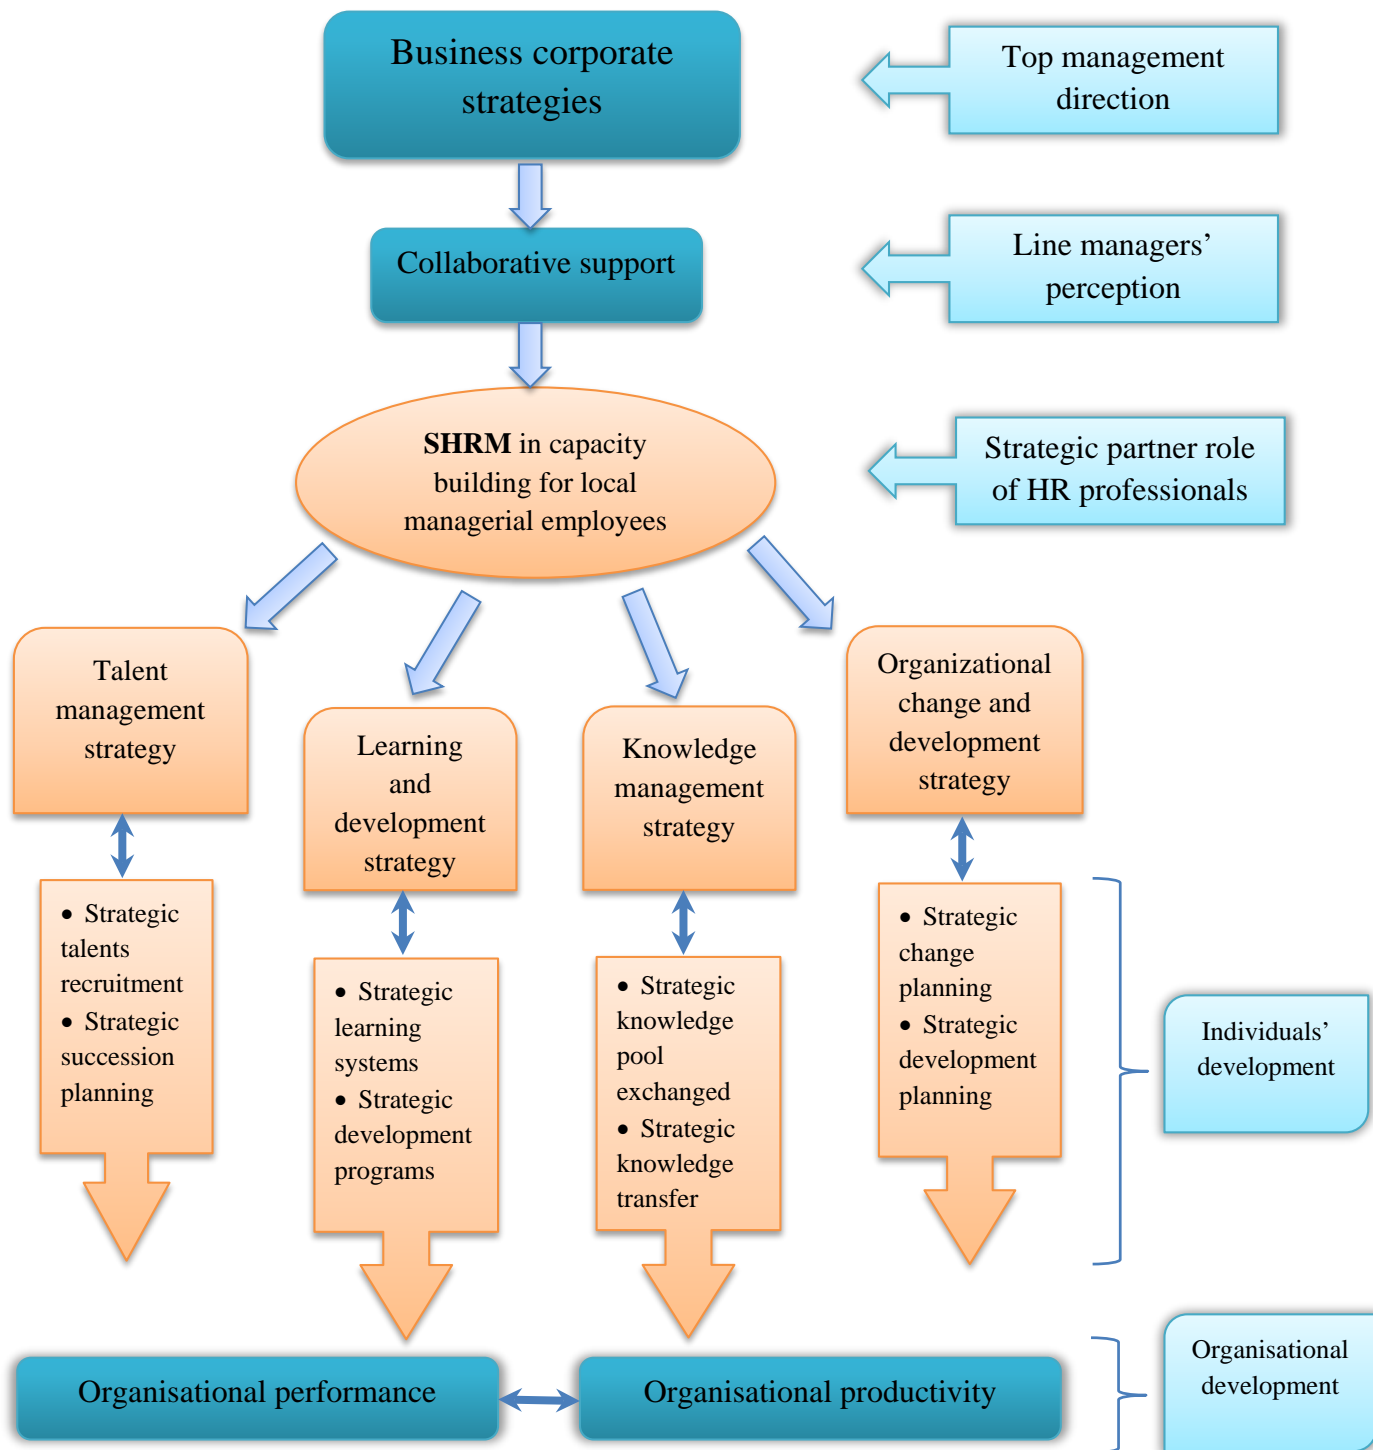 Business corporate
strategies
Top management
direction
Collaborative support
Line managers’
perception
SHRM in capacity
building for local
managerial employees
Strategic partner role
of HR professionals
Talent
management
strategy
Learning
and
development
strategy
Knowledge
management
strategy
Organizational
change and
development
strategy
• Strategic
talents
recruitment
• Strategic
succession
planning
• Strategic
learning
systems
• Strategic
development
programs
• Strategic
knowledge
pool
exchanged
• Strategic
knowledge
transfer
• Strategic
change
planning
• Strategic
development
planning
Individuals’
development
Organisational performance
Organisational productivity
Organisational
development